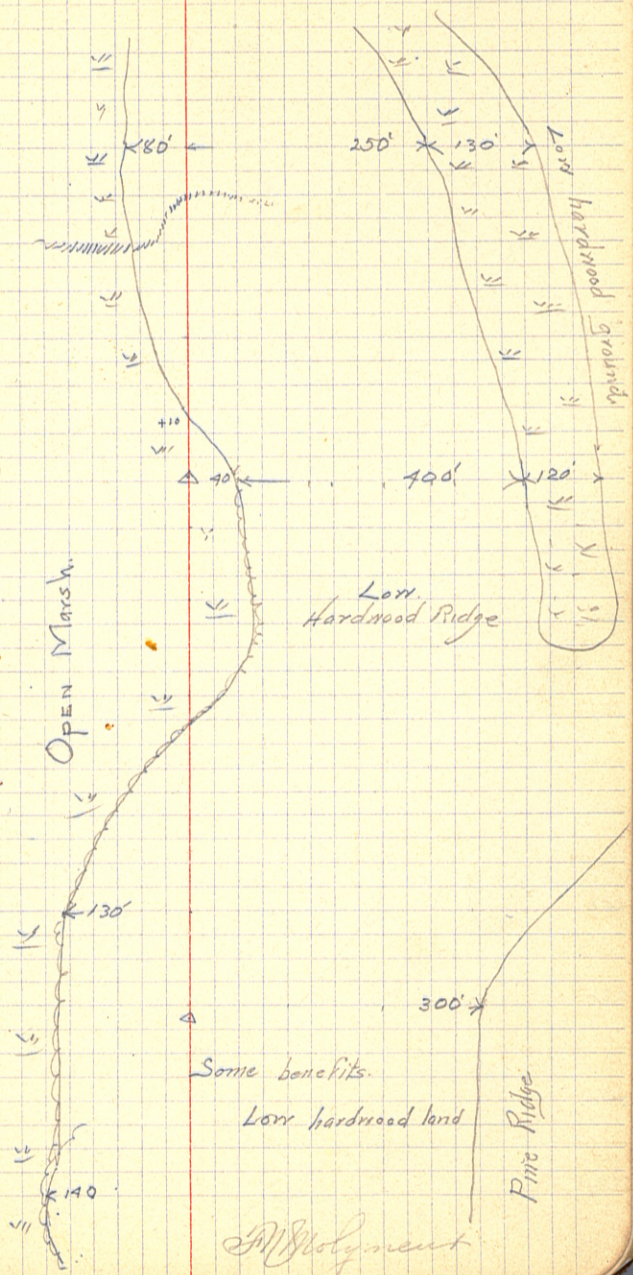 80'
250'
130'
Low hardwood ground
+10
40'
400'
120'
Low.
Hardwood Ridge
OPEN MARSH.
130'
300'
Some benefits.
Low hardwood land
Pine Ridge
140